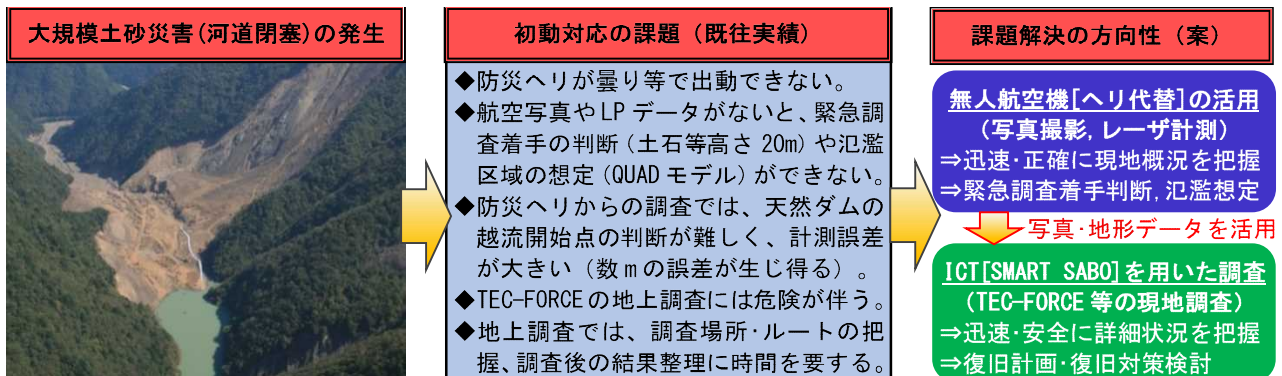 大規模土砂災害(河道閉塞)の発生
初動対応の課題（既往実績）
◆防災ヘリが曇り等で出動できない。
◆航空写真やLPデータがないと、緊急調
査着手の判断(土石等高さ20m)や氾濫
区域の想定(QUADモデル)ができない。
◆防災ヘリからの調査では、天然ダムの
越流開始点の判断が難しく、計測誤差
が大きい（数mの誤差が生じ得る）。
◆TEC-FORCEの地上調査には危険が伴う。
◆地上調査では、調査場所･ルートの把
握、調査後の結果整理に時間を要する。
課題解決の方向性（案）
無人航空機[ヘリ代替]の活用
（写真撮影,レーザ計測）
⇒迅速･正確に現地概況を把握
⇒緊急調査着手判断,氾濫想定
写真･地形データを活用
ICT[SMART SABO]を用いた調査
（TEC-FORCE等の現地調査）
⇒迅速･安全に詳細状況を把握
⇒復旧計画･復旧対策検討